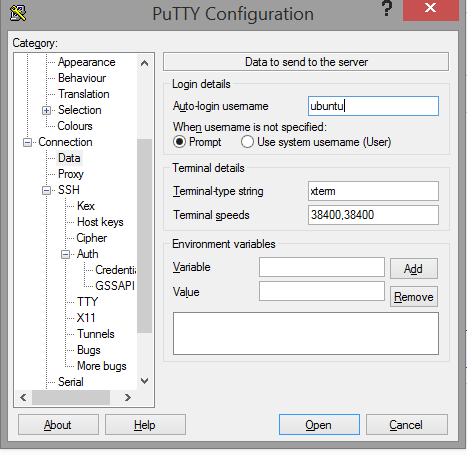 PuTTY Configuration
?
Category:
Appearance
Behaviour
Translation
Selection
Colours
Connection
Data
Proxy
SSH
Kex
Host keys
Cipher
Auth
Credentia
GSSAPI
TTY
X11
Tunnels
Bugs
More bugs
Serial
Data to send to the server
Login details
Auto-login username
ubuntu
When username is not specified:
Prompt
Use system username (User)
Terminal details
Terminal-type string
xterm
Terminal speeds
38400,38400
Environment variables
Variable
Add
Value
Remove
About
Help
Open
Cancel